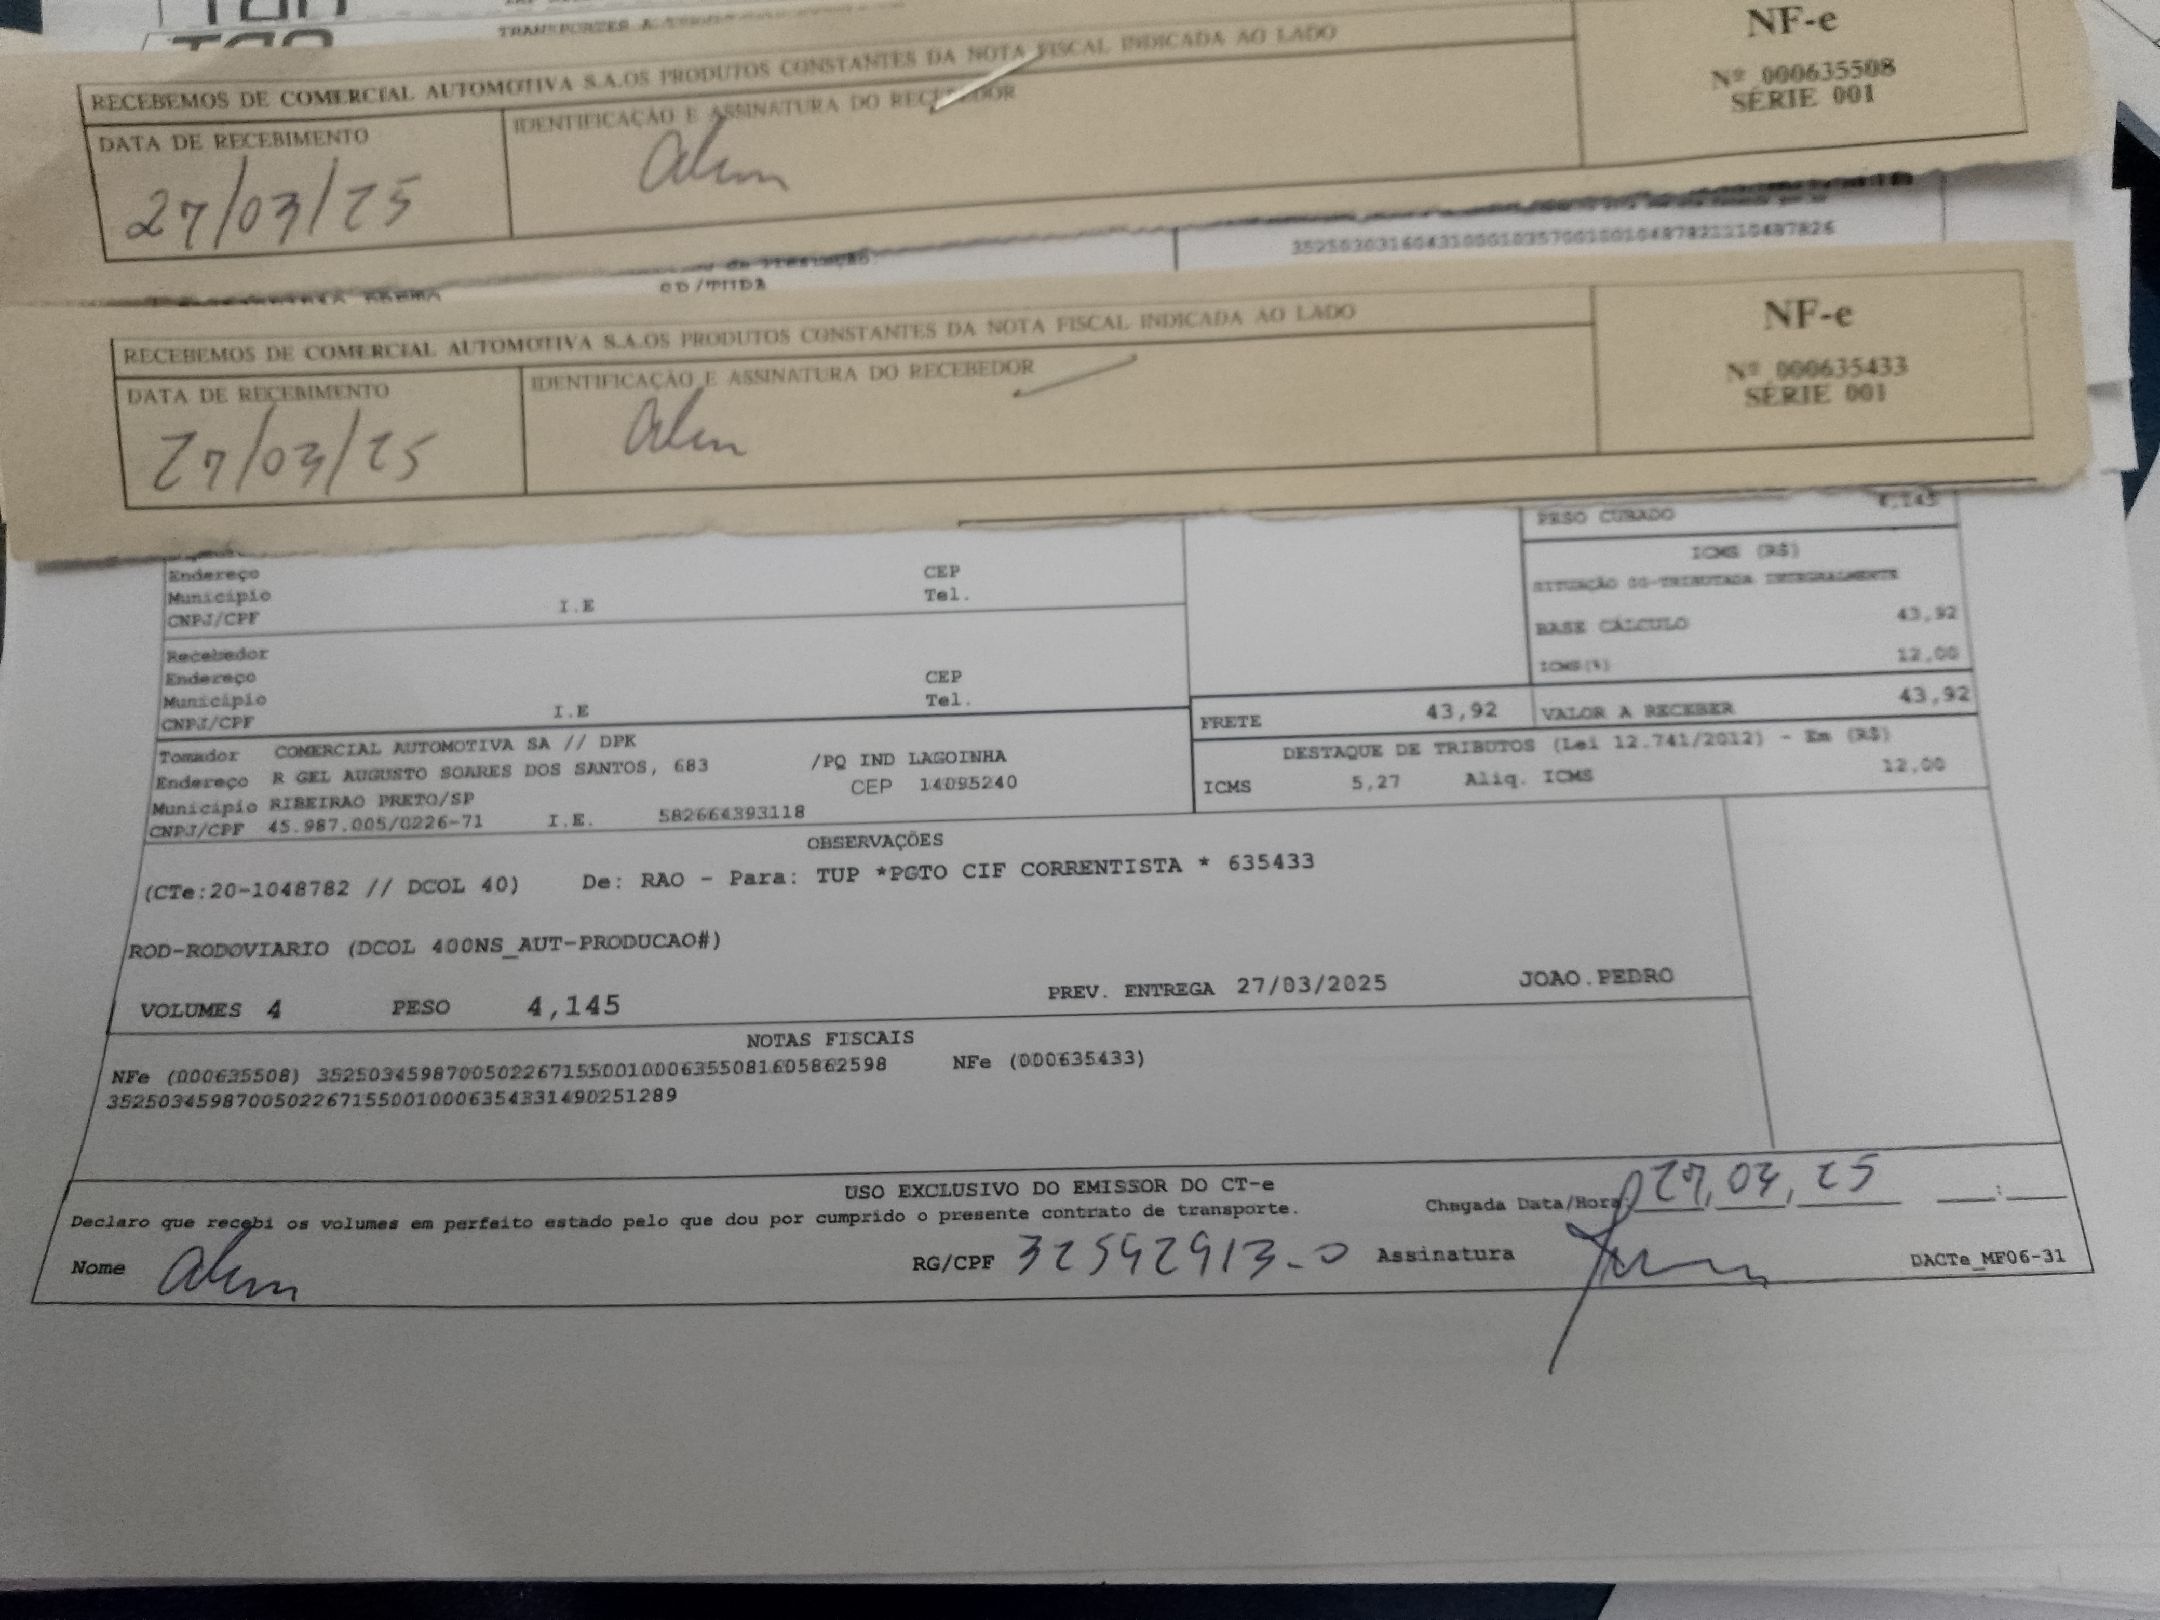 RECEBEMOS DE COMERCIAL AUTOMOTIVA S.A.OS PRODUTOS CONSTANTES DA NOTA FISCAL INDICADA AO LADO
NF-e
Nº 000635508
SÉRIE 001
DATA DE RECEBIMENTO
IDENTIFICAÇÃO E ASSINATURA DO RECEBEDOR
27/03/25
CD/TUDA
RECEBEMOS DE COMERCIAL AUTOMOTIVA S.A.OS PRODUTOS CONSTANTES DA NOTA FISCAL INDICADA AO LADO
NF-e
Nº 000635433
SÉRIE 001
DATA DE RECEBIMENTO
IDENTIFICAÇÃO E ASSINATURA DO RECEBEDOR
27/03/25
PESO CUBADO 4,145
ICMS (R$)
SITUAÇÃO 00-TRIBUTADA INTEGRALMENTE
BASE CÁLCULO 43,92
ICMS(%) 12,00
Endereço CEP
Município Tel.
CNPJ/CPF I.E
Recebedor
Endereço CEP
Município Tel.
CNPJ/CPF I.E
FRETE 43,92 VALOR A RECEBER 43,92
DESTAQUE DE TRIBUTOS (Lei 12.741/2012) - Em (R$)
ICMS 5,27 Aliq. ICMS 12,00
Tomador COMERCIAL AUTOMOTIVA SA // DPK
Endereço R GEL AUGUSTO SOARES DOS SANTOS, 683 /PQ IND LAGOINHA
Município RIBEIRAO PRETO/SP CEP 14095240
CNPJ/CPF 45.987.005/0226-71 I.E. 582664393118
OBSERVAÇÕES
(CTe:20-1048782 // DCOL 40) De: RAO - Para: TUP *PGTO CIF CORRENTISTA * 635433
ROD-RODOVIARIO (DCOL 400NS_AUT-PRODUCAO#)
VOLUMES 4 PESO 4,145 PREV. ENTREGA 27/03/2025 JOAO.PEDRO
NOTAS FISCAIS
NFe (000635508) 35250345987005022671550010006355081605862598 NFe (000635433)
35250345987005022671550010006354331490251289
USO EXCLUSIVO DO EMISSOR DO CT-e
Declaro que recebi os volumes em perfeito estado pelo que dou por cumprido o presente contrato de transporte.
Chegada Data/Hora: 27,03,25 :
Nome
RG/CPF 32592913-0 Assinatura
DACTe_MF06-31